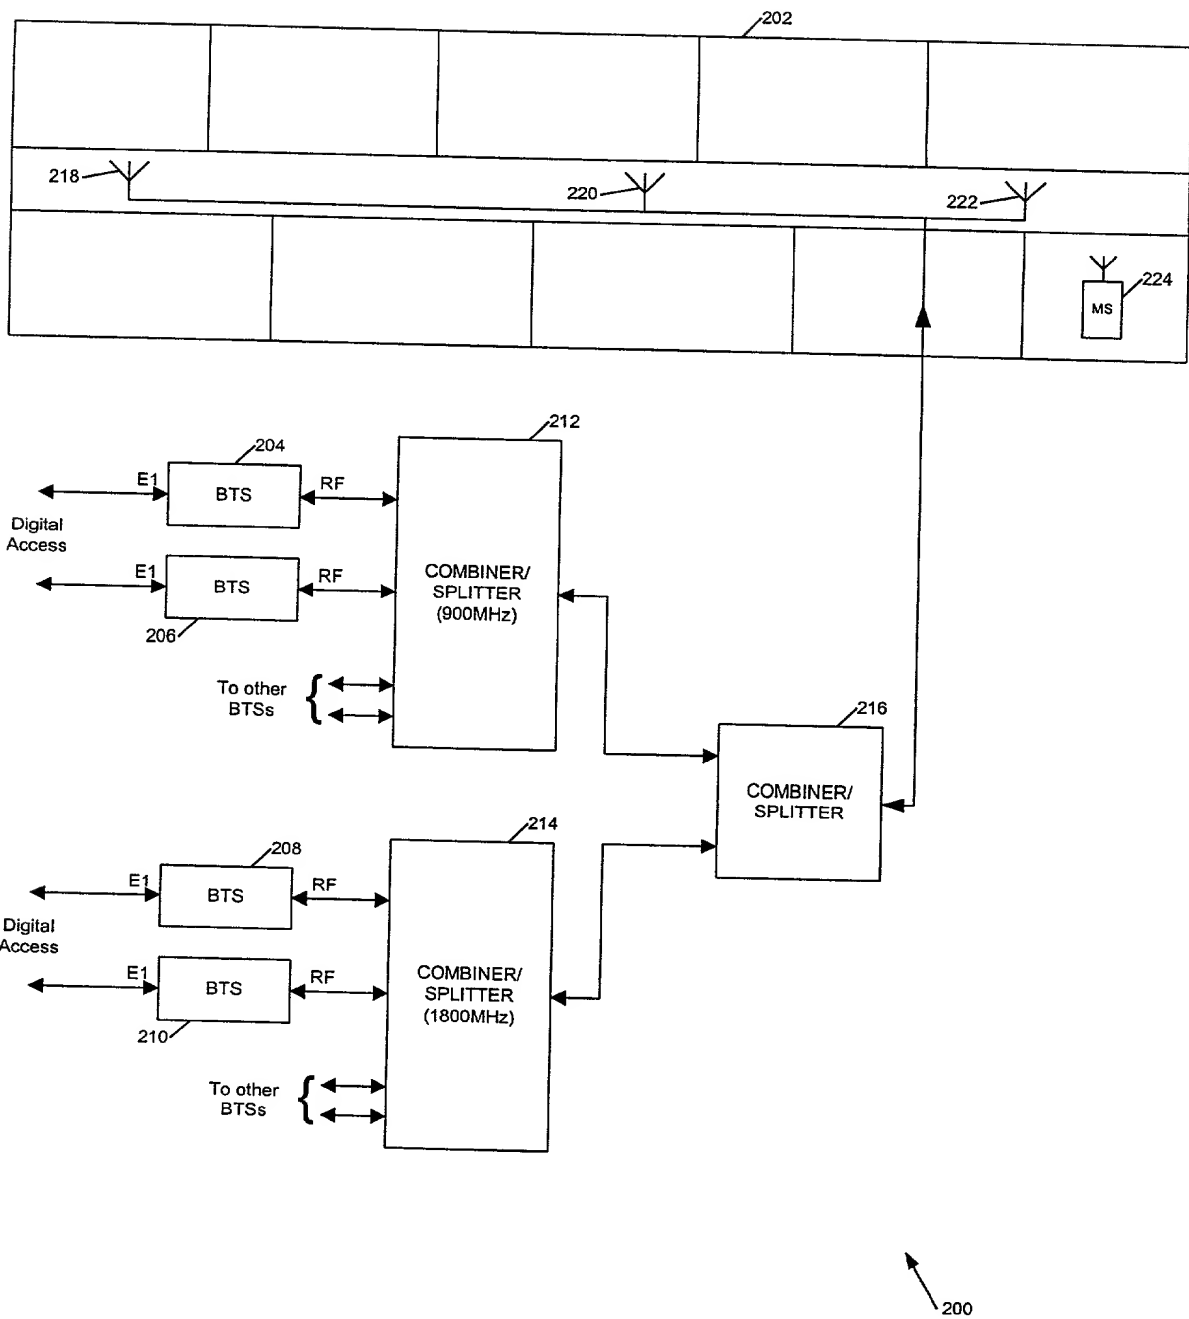 202
218
220
222
224
MS
212
204
E1
BTS
RF
Digital
Access
E1
BTS
RF
206
COMBINER/
SPLITTER
(900MHz)
To other
BTSs
216
COMBINER/
SPLITTER
214
208
E1
BTS
RF
Digital
Access
E1
BTS
RF
210
COMBINER/
SPLITTER
(1800MHz)
To other
BTSs
200